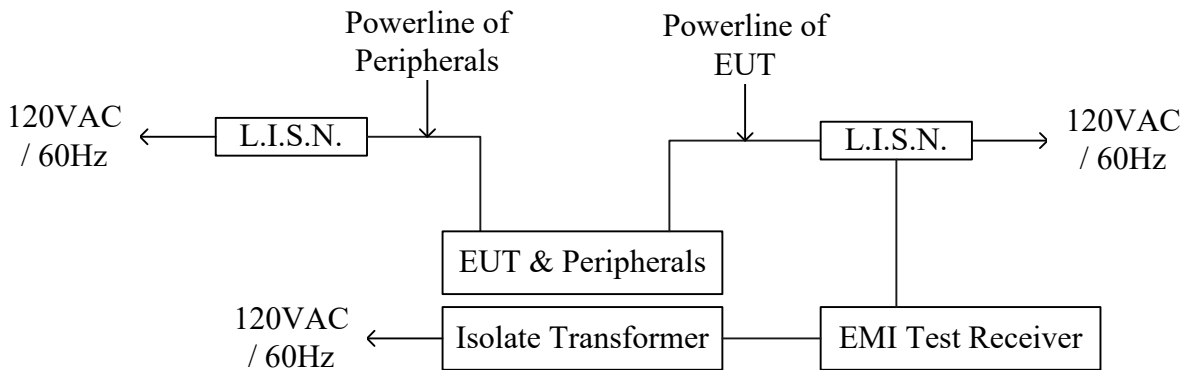 Powerline of
Peripherals
Powerline of
EUT
120VAC
/ 60Hz
L.I.S.N.
L.I.S.N.
120VAC
/ 60Hz
EUT & Peripherals
120VAC
/ 60Hz
Isolate Transformer
EMI Test Receiver